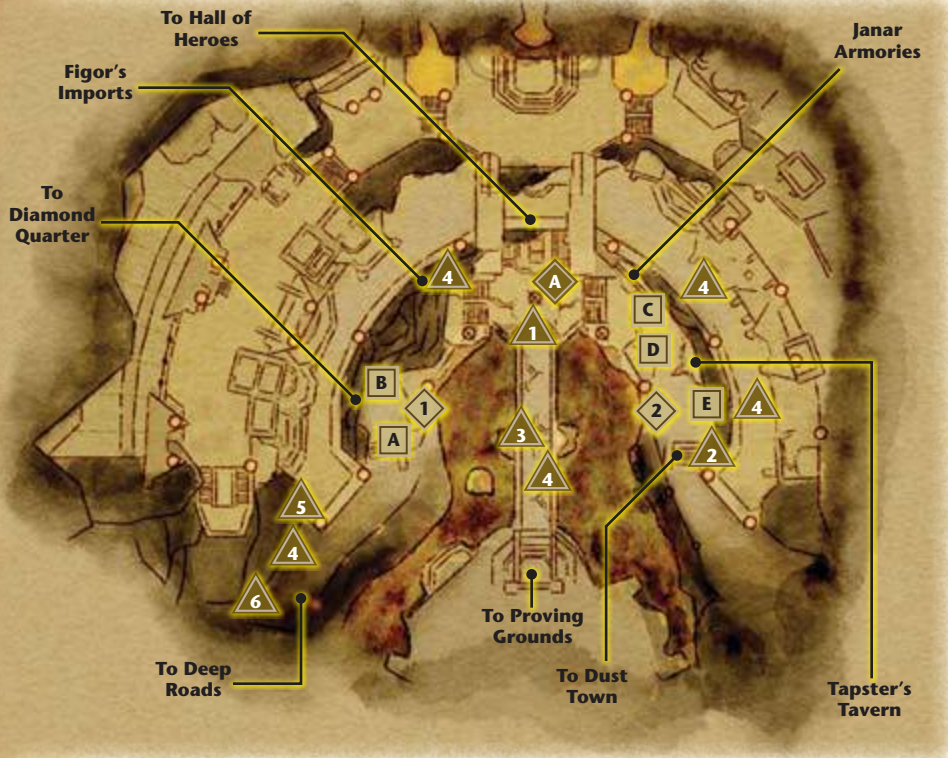 To Hall of
Heroes
Janar
Armories
Figor's
Imports
To
Diamond
Quarter
4
A
4
C
1
D
B
1
2
E
4
A
3
2
4
5
4
6
To Proving
Grounds
To Deep
Roads
To Dust
Town
Tapster's
Tavern